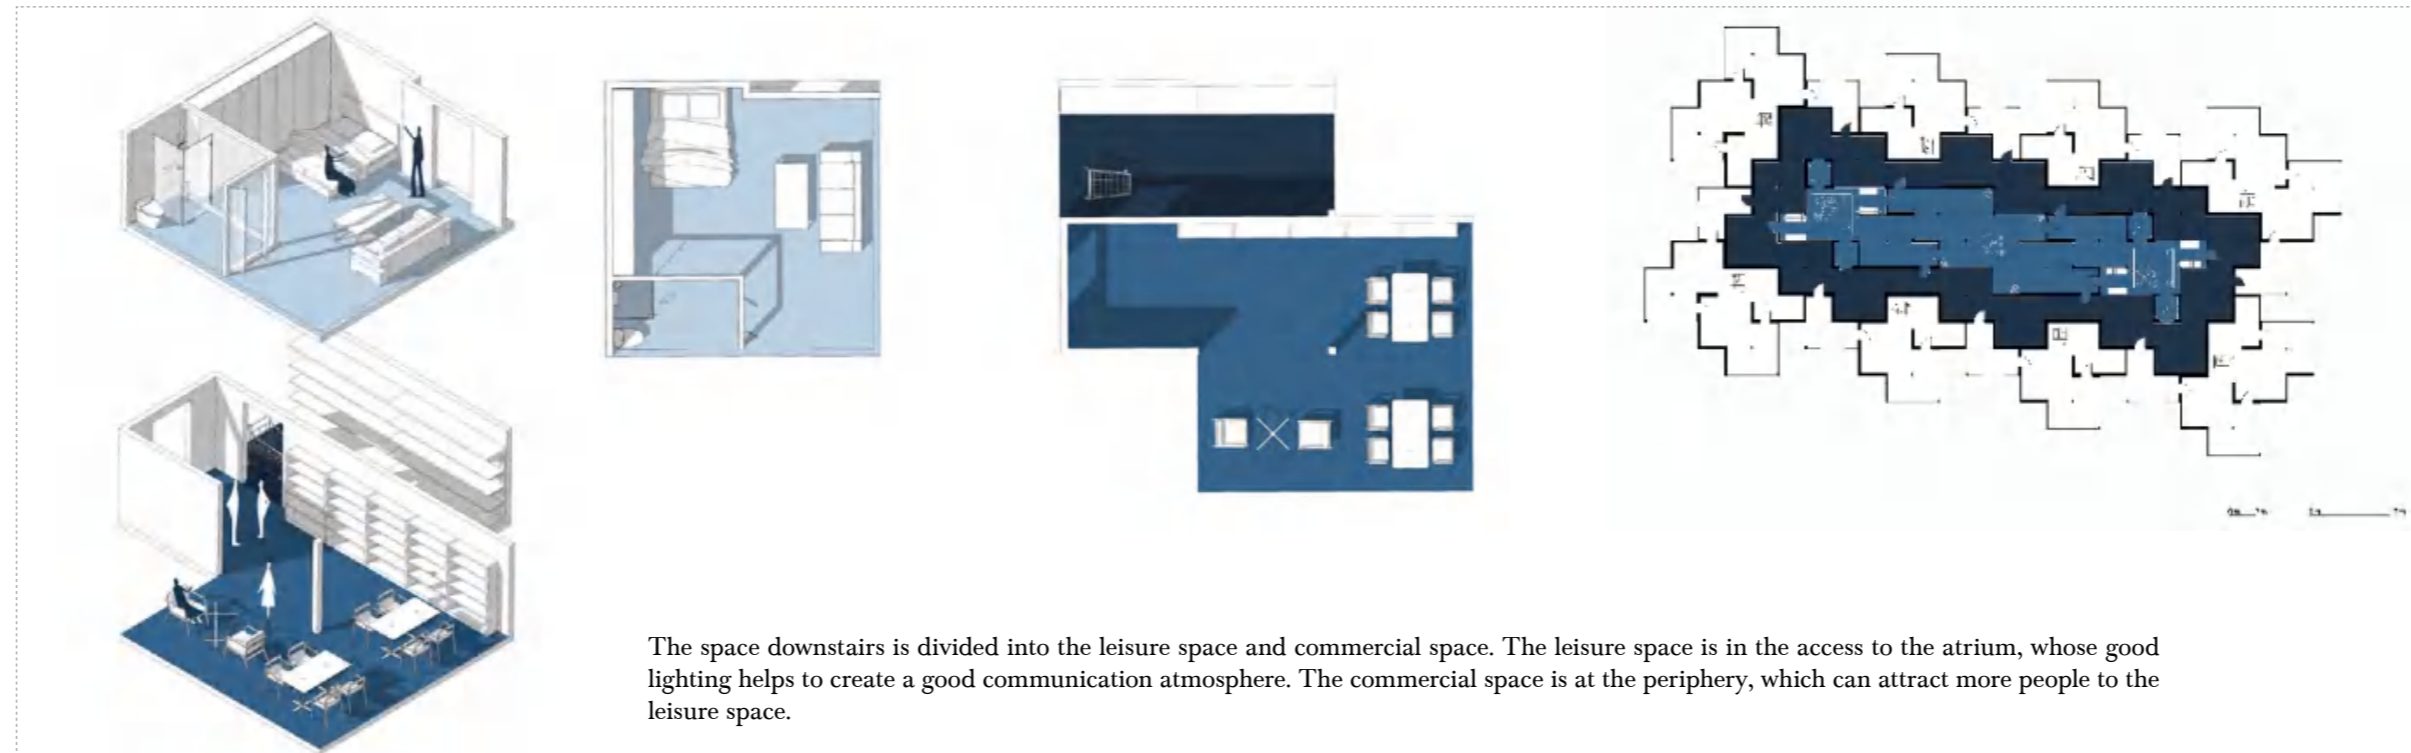 The space downstairs is divided into the leisure space and commercial space. The leisure space is in the access to the atrium, whose good
lighting helps to create a good communication atmosphere. The commercial space is at the periphery, which can attract more people to the
leisure space.